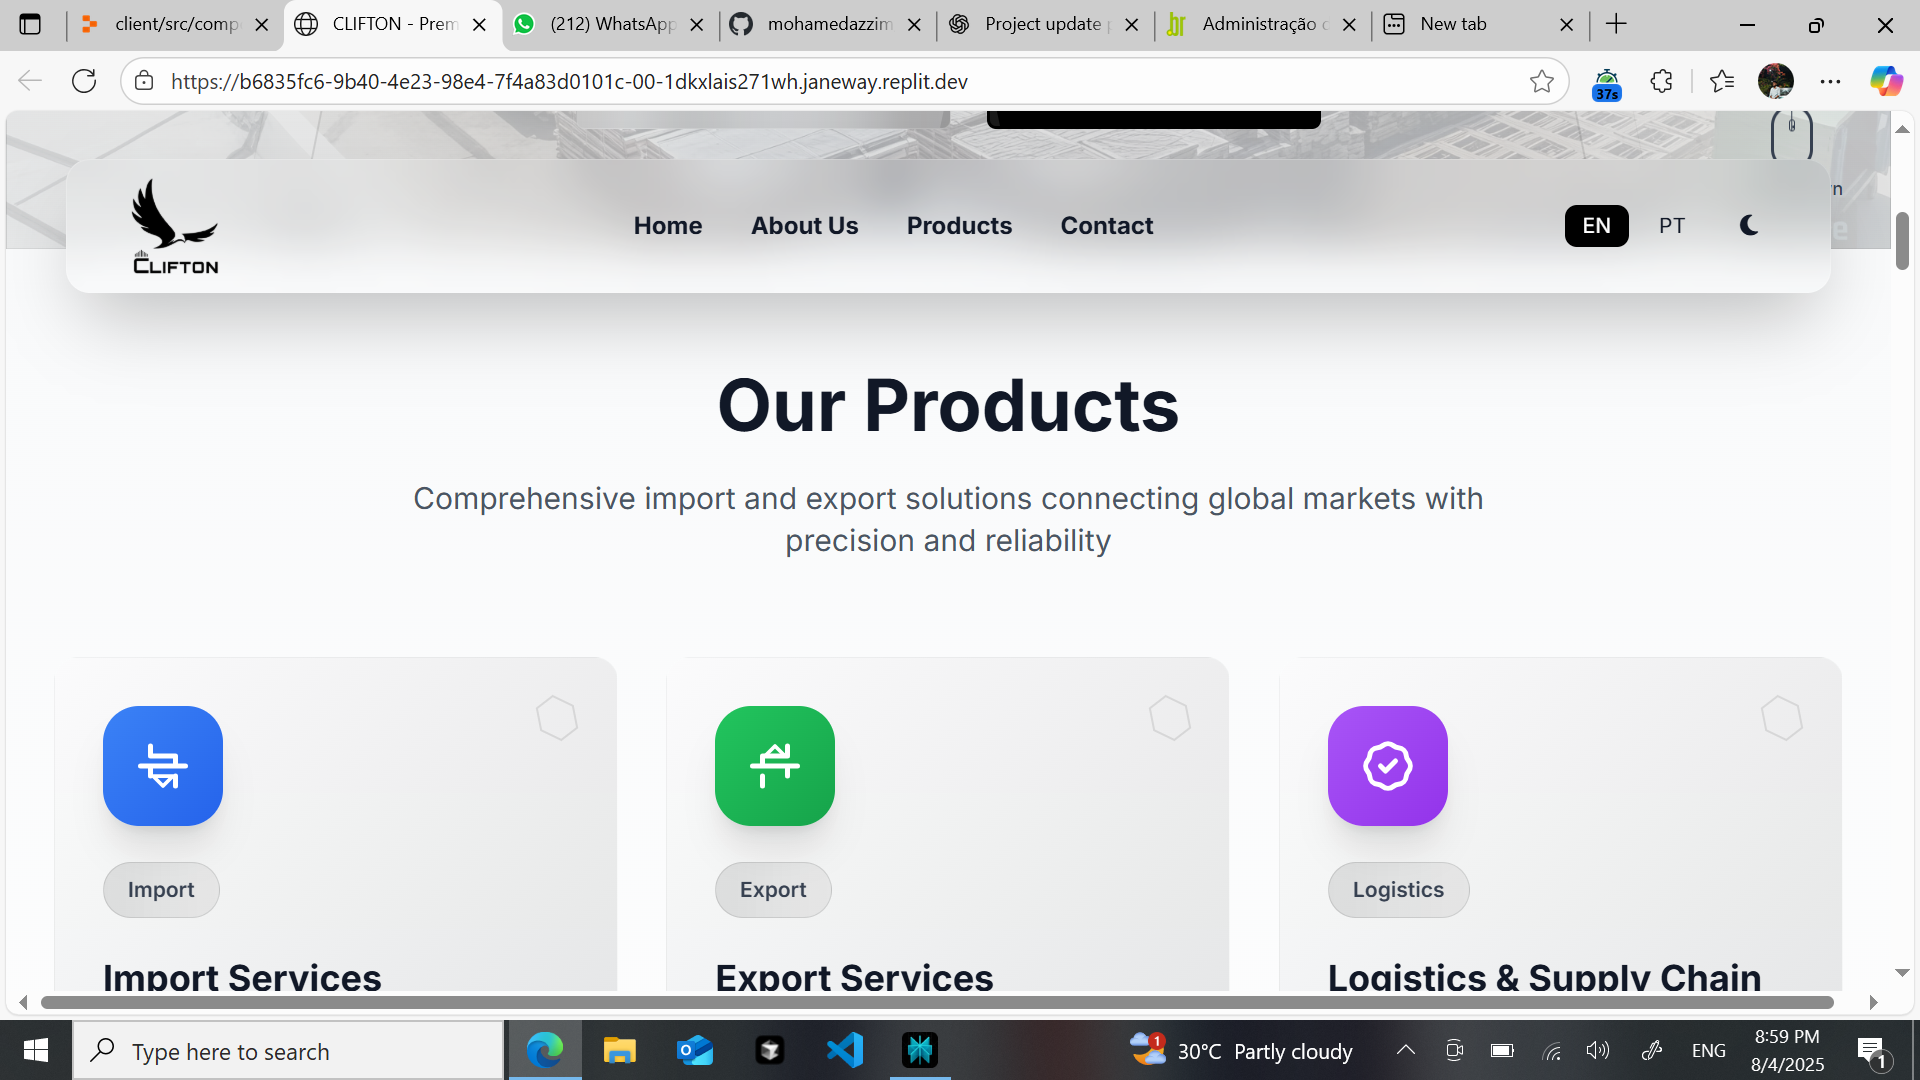 client/src/comp
CLIFTON - Prem
(212) WhatsApp
mohamedazzim
Project update p
Administração
New tab
https://b6835fc6-9b40-4e23-98e4-7f4a83d0101c-00-1dkxlais271wh.janeway.replit.dev
37s
CLIFTON
Home
About Us
Products
Contact
EN
PT
Our Products
Comprehensive import and export solutions connecting global markets with
precision and reliability
Import
Export
Logistics
Import Services
Export Services
Logistics & Supply Chain
Type here to search
1
30°C Partly cloudy
ENG
8:59 PM
8/4/2025
1